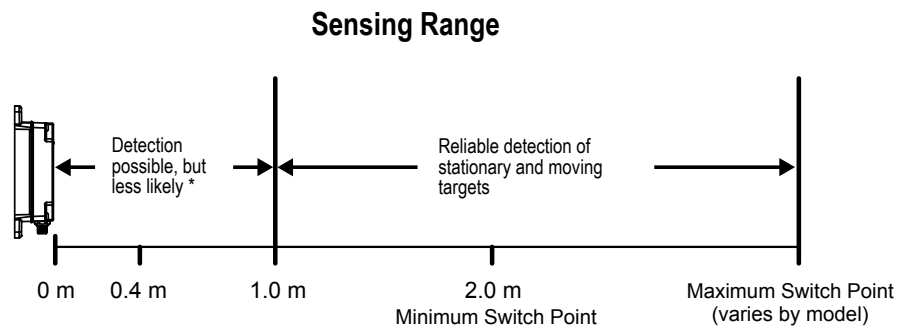 Sensing Range
Detection
possible, but
less likely *
Reliable detection of
stationary and moving
targets
0 m
0.4 m
1.0 m
2.0 m
Minimum Switch Point
Maximum Switch Point
(varies by model)